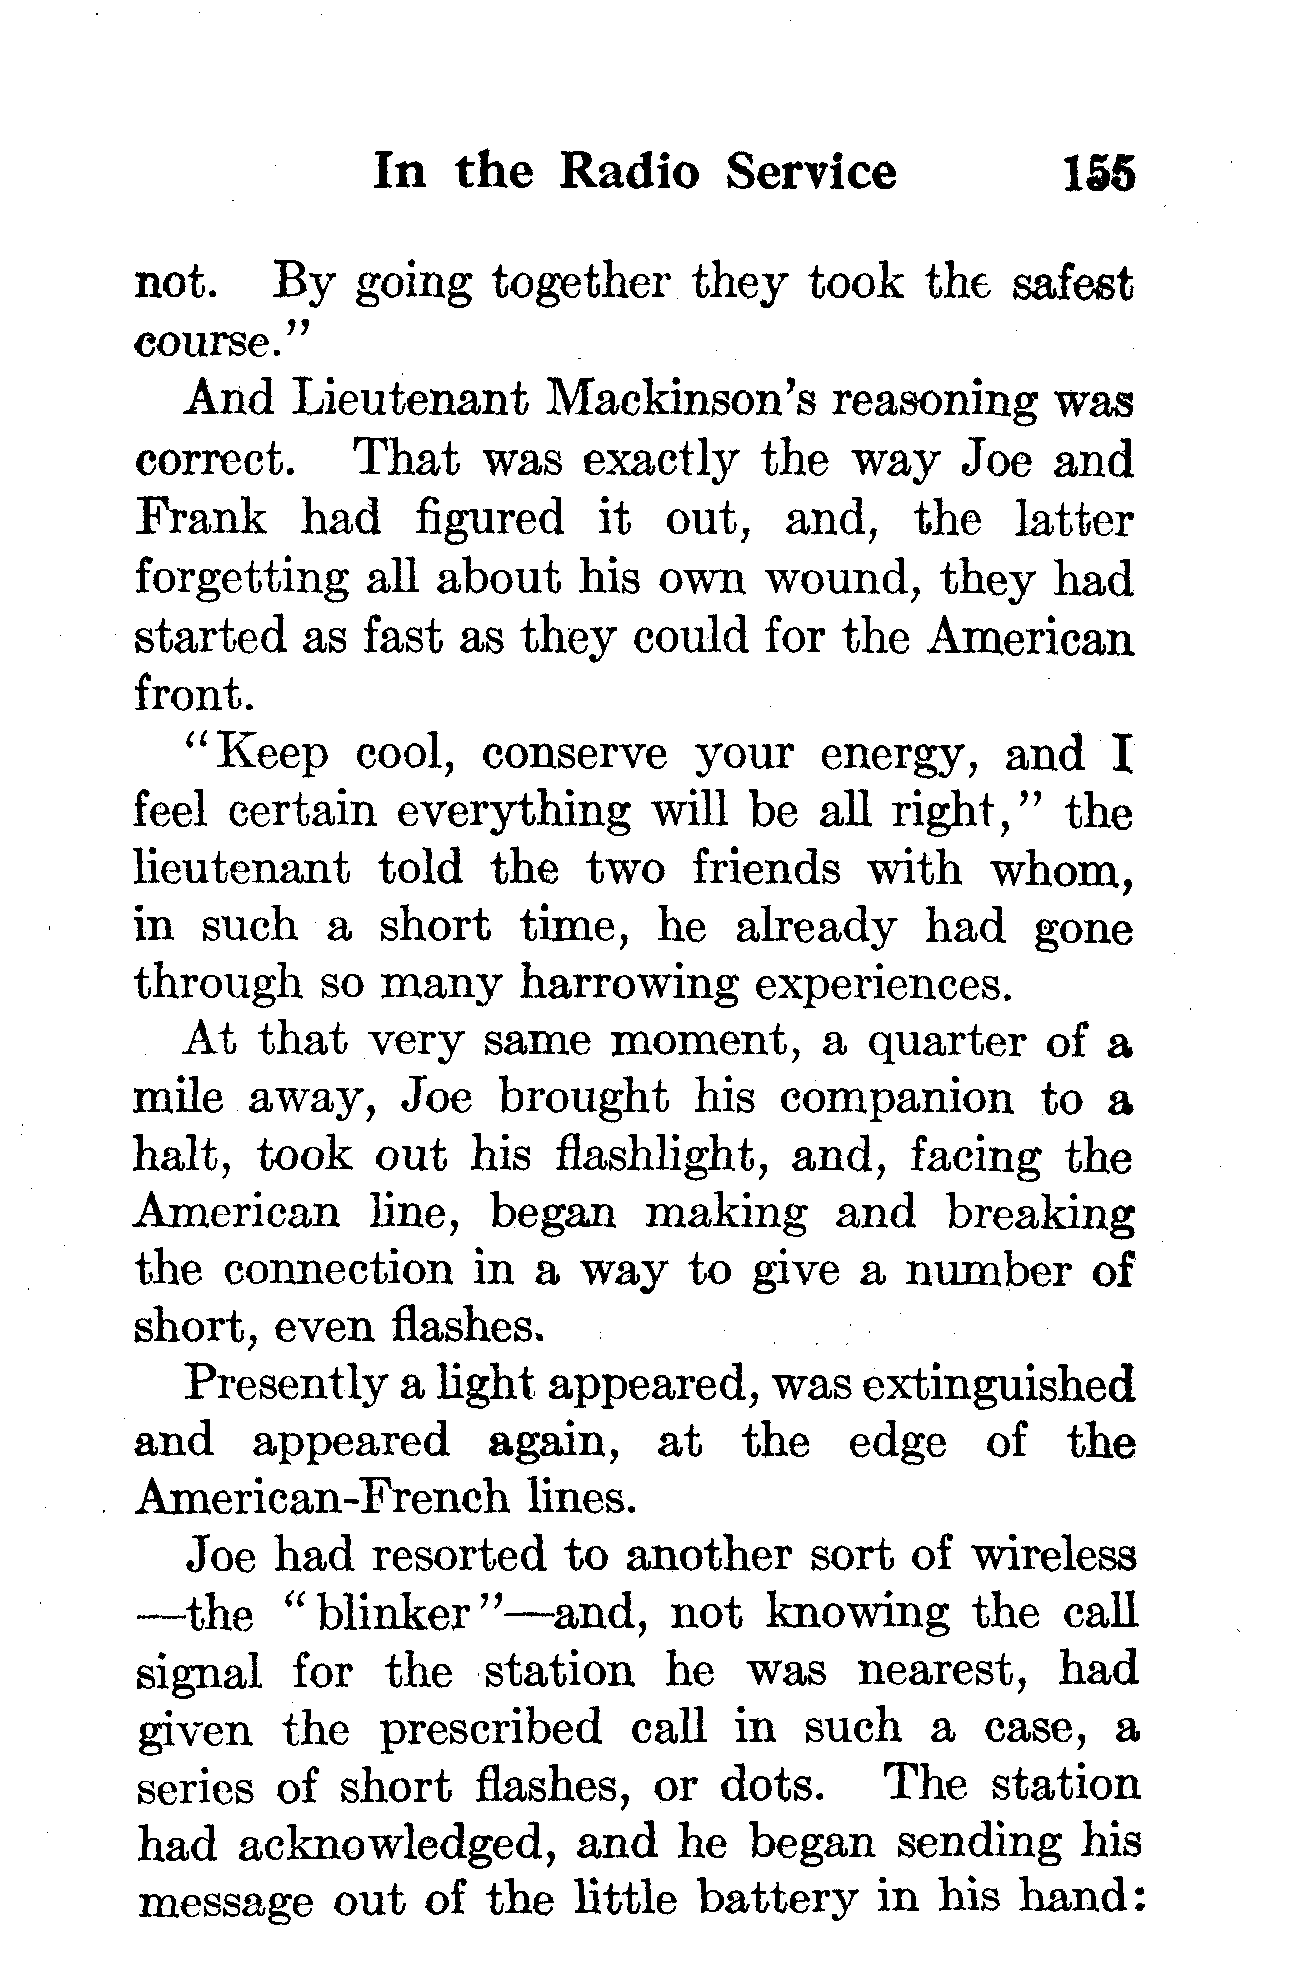 In the Radio Service 155
not. By going together they took the safest
course."
And Lieutenant Mackinson's reasoning was
correct. That was exactly the way Joe and
Frank had figured it out, and, the latter
forgetting all about his own wound, they had
started as fast as they could for the American
front.
"Keep cool, conserve your energy, and I
feel certain everything will be all right," the
lieutenant told the two friends with whom,
in such a short time, he already had gone
through so many harrowing experiences.
At that very same moment, a quarter of a
mile away, Joe brought his companion to a
halt, took out his flashlight, and, facing the
American line, began making and breaking
the connection in a way to give a number of
short, even flashes.
Presently a light appeared, was extinguished
and appeared again, at the edge of the
American-French lines.
Joe had resorted to another sort of wireless
—the "blinker"—and, not knowing the call
signal for the station he was nearest, had
given the prescribed call in such a case, a
series of short flashes, or dots. The station
had acknowledged, and he began sending his
message out of the little battery in his hand: